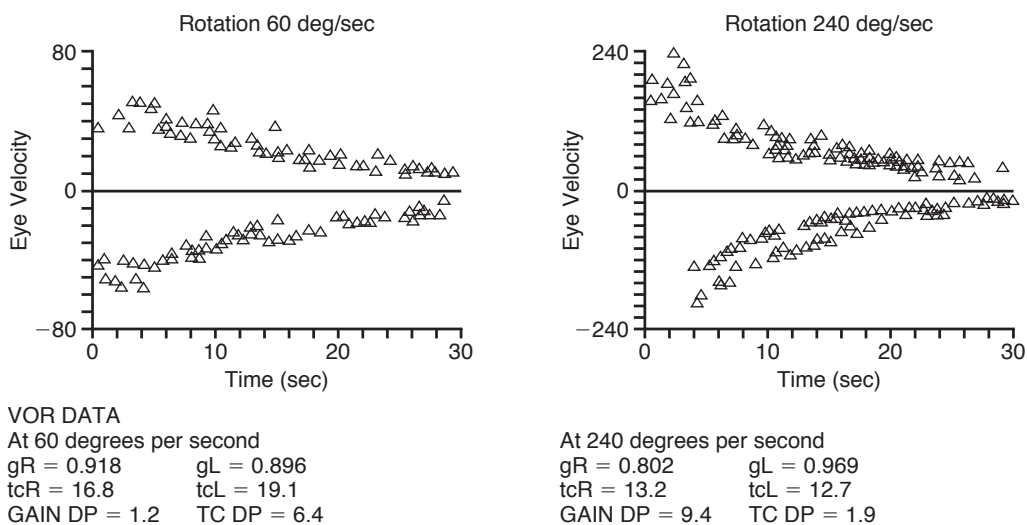 Rotation 60 deg/sec
80
0
−80
Eye Velocity
0 10 20 30
Time (sec)
Rotation 240 deg/sec
240
0
−240
Eye Velocity
0 10 20 30
Time (sec)
VOR DATA
At 60 degrees per second
gR = 0.918 gL = 0.896
tcR = 16.8 tcL = 19.1
GAIN DP = 1.2 TC DP = 6.4
At 240 degrees per second
gR = 0.802 gL = 0.969
tcR = 13.2 tcL = 12.7
GAIN DP = 9.4 TC DP = 1.9